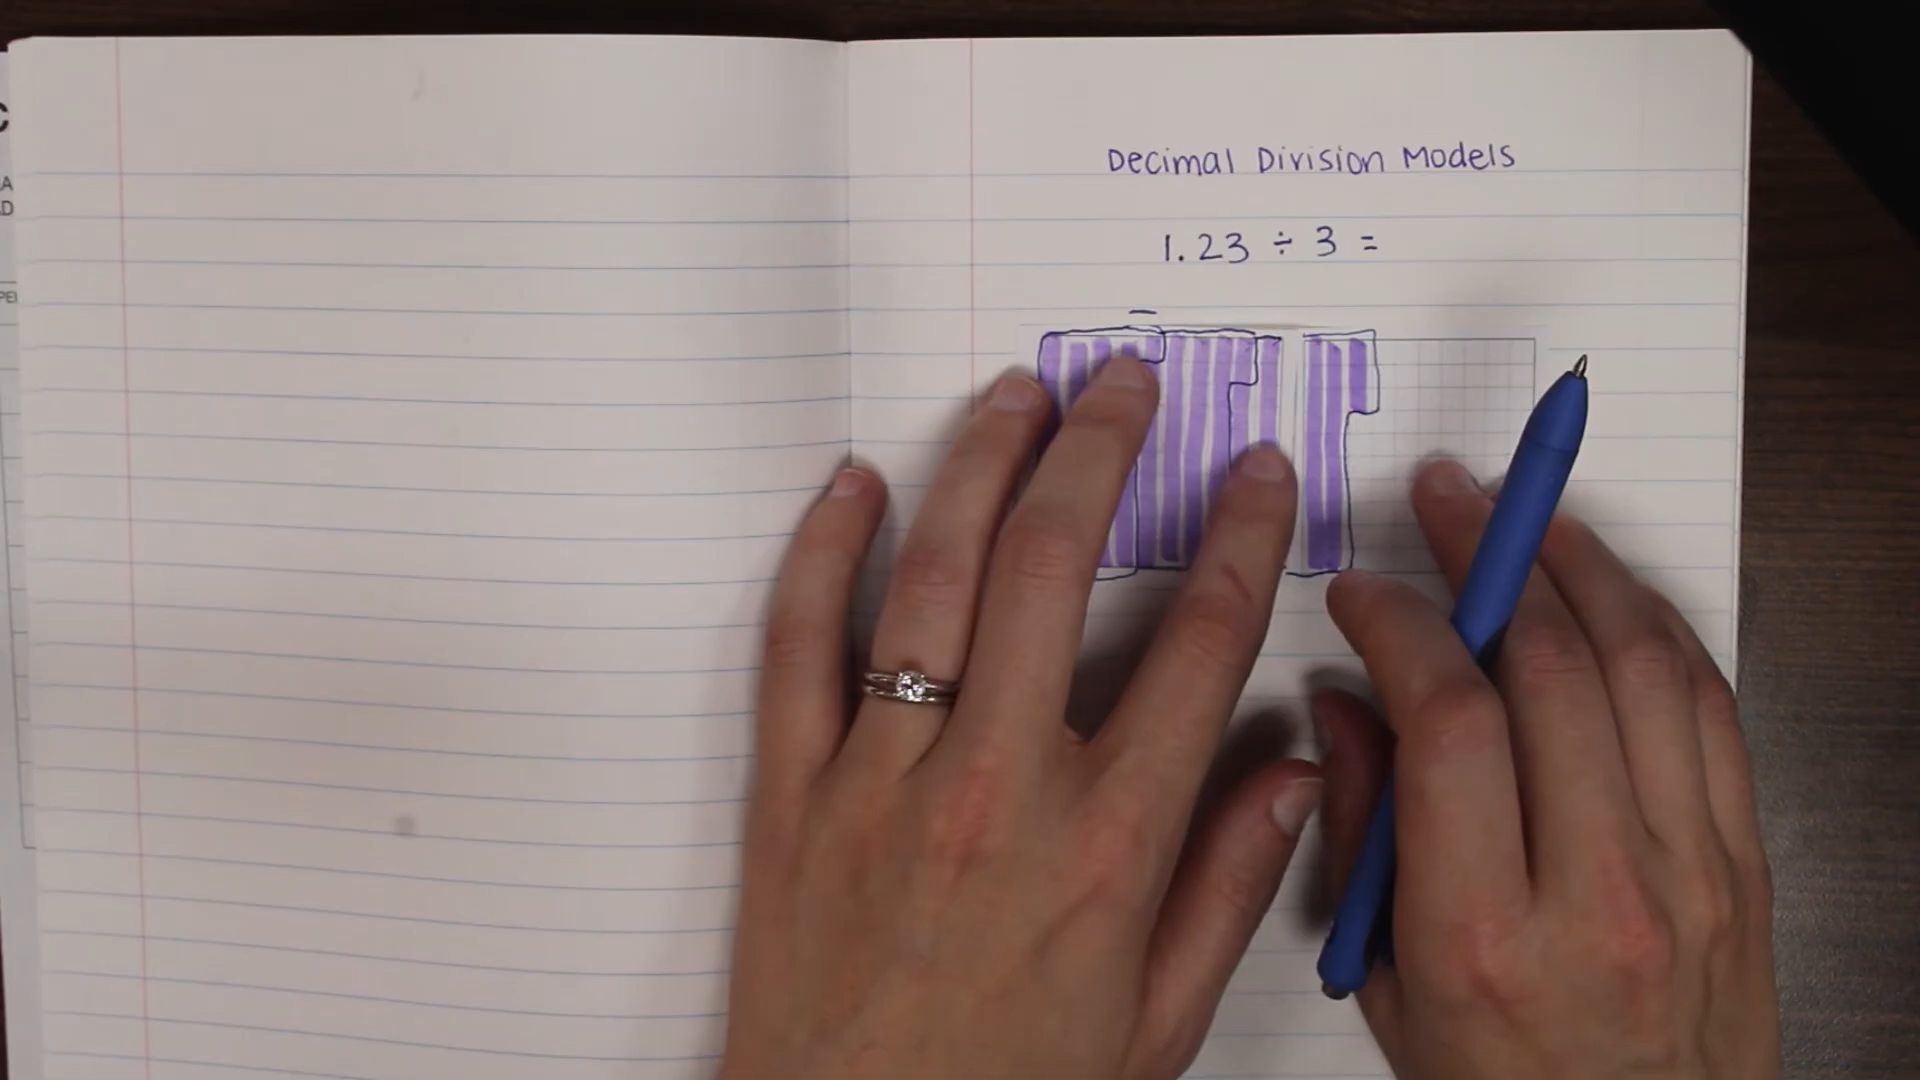 Decimal Division Models
1.23 ÷ 3 =